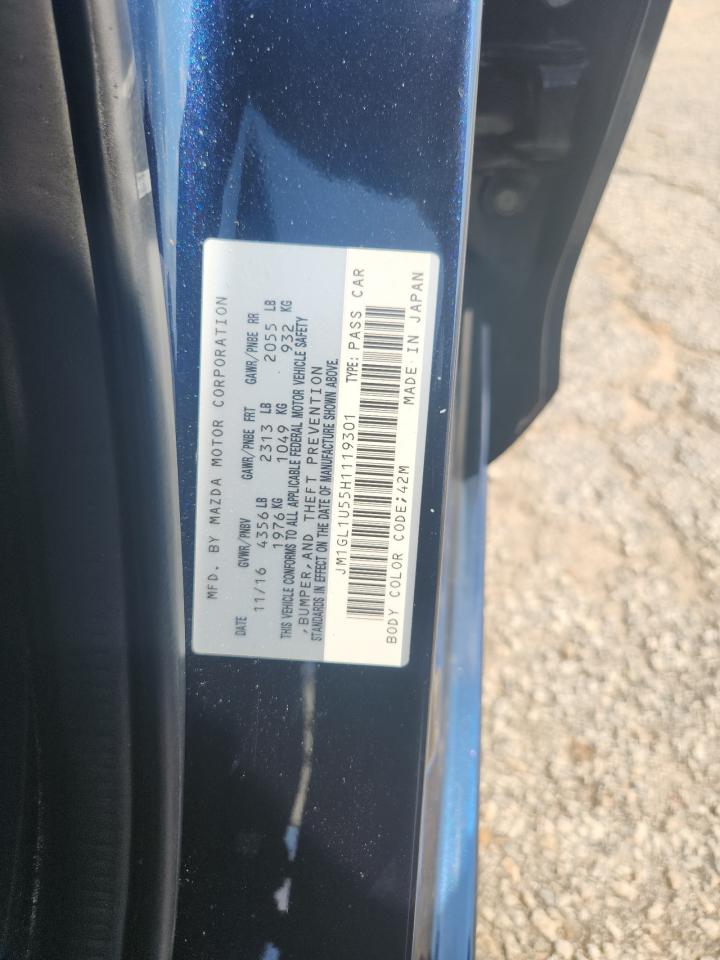 MFD. BY MAZDA MOTOR CORPORATION
DATE GVWR/PNBV GAWR/PNBE FRT GAWR/PNBE RR
11/16 4356 LB 2313 LB 2055 LB
1976 KG 1049 KG 932 KG
THIS VEHICLE CONFORMS TO ALL APPLICABLE FEDERAL MOTOR VEHICLE SAFETY
,BUMPER,AND THEFT PREVENTION
STANDARDS IN EFFECT ON THE DATE OF MANUFACTURE SHOWN ABOVE.
JM1GL1U55H1119301 TYPE: PASS CAR
BODY COLOR CODE;42M MADE IN JAPAN